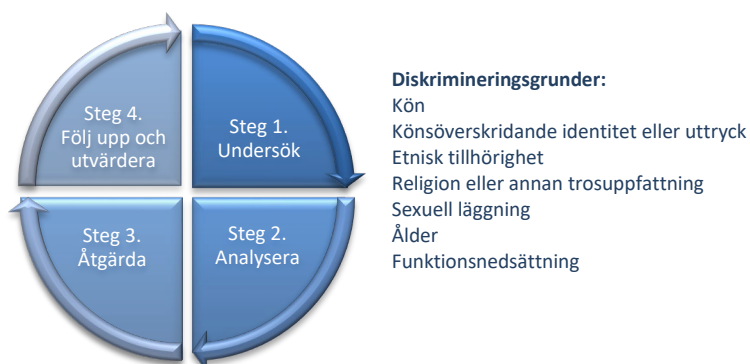 Steg 1.
Undersök
Steg 2.
Analysera
Steg 3.
Åtgärda
Steg 4.
Följ upp och
utvärdera
Diskrimineringsgrunder:
Kön
Könsöverskridande identitet eller uttryck
Etnisk tillhörighet
Religion eller annan trosuppfattning
Sexuell läggning
Ålder
Funktionsnedsättning